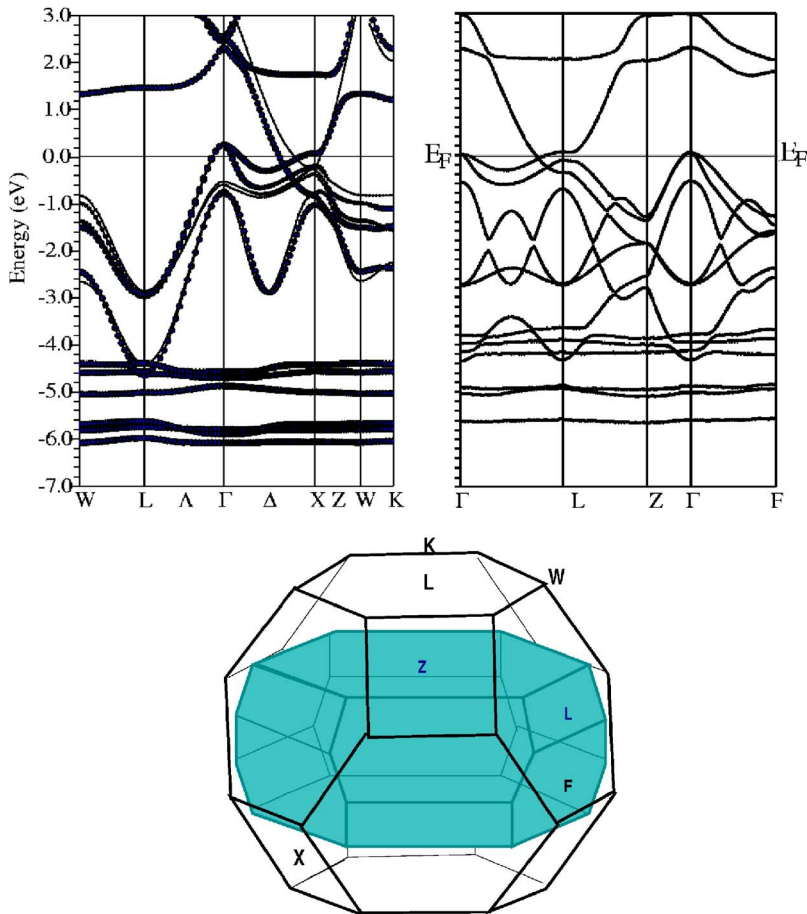 3.0
2.0
1.0
0.0
-1.0
-2.0
-3.0
-4.0
-5.0
-6.0
-7.0
Energy (eV)
W L Λ Γ Δ X Z W K
E_F
E_F
Γ L Z Γ F
K
L
W
Z
L
F
X